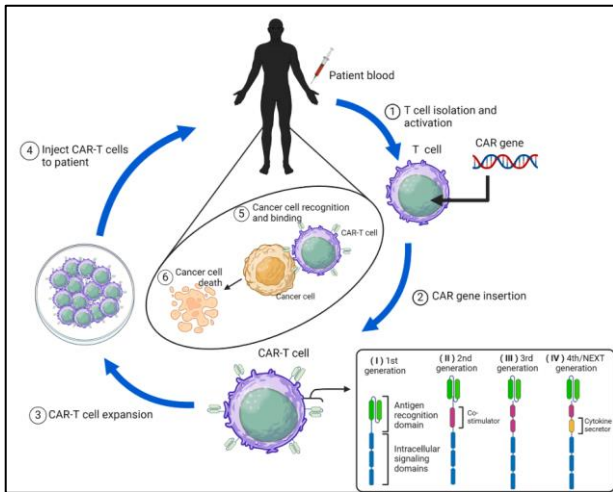 Patient blood
① T cell isolation and
activation
T cell
CAR gene
④ Inject CAR-T cells
to patient
⑤ Cancer cell recognition
and binding
CAR-T cell
⑥ Cancer cell
death
Cancer cell
② CAR gene insertion
CAR-T cell
③ CAR-T cell expansion
(I) 1st
generation
(II) 2nd
generation
(III) 3rd
generation
(IV) 4th/NEXT
generation
Antigen
recognition
domain
Co-
stimulator
Cytokine
secretor
Intracellular
signaling
domains